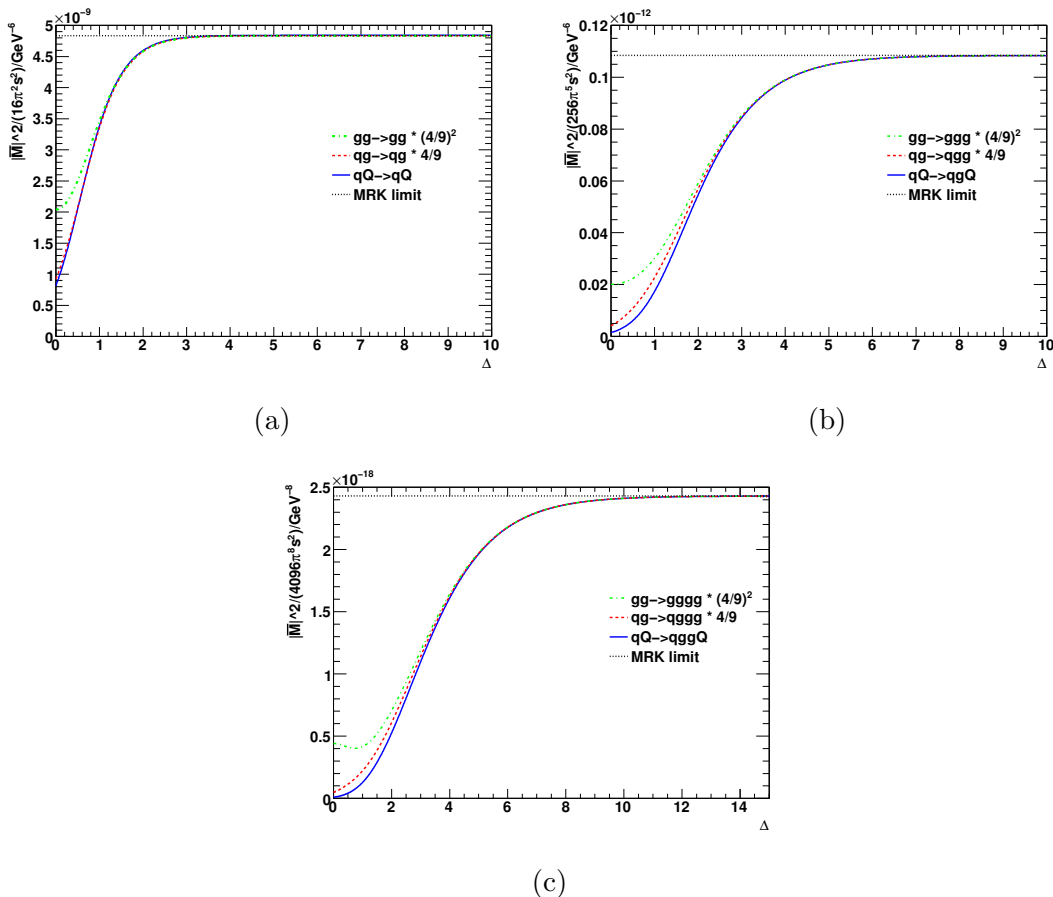 ×10⁻⁹
|M̅|^2/(16π²s²)/GeV⁻⁶
5
4.5
4
3.5
3
2.5
2
1.5
1
0.5
0
0 1 2 3 4 5 6 7 8 9 10
Δ
gg->gg * (4/9)²
qg->qg * 4/9
qQ->qQ
MRK limit
(a)
×10⁻¹²
|M̅|^2/(256π⁵s²)/GeV⁻⁶
0.12
0.1
0.08
0.06
0.04
0.02
0
0 1 2 3 4 5 6 7 8 9 10
Δ
gg->ggg * (4/9)²
qg->qgg * 4/9
qQ->qgQ
MRK limit
(b)
×10⁻¹⁸
|M̅|^2/(4096π⁸s²)/GeV⁻⁸
2.5
2
1.5
1
0.5
0
0 2 4 6 8 10 12 14
Δ
gg->gggg * (4/9)²
qg->qggg * 4/9
qQ->qggQ
MRK limit
(c)